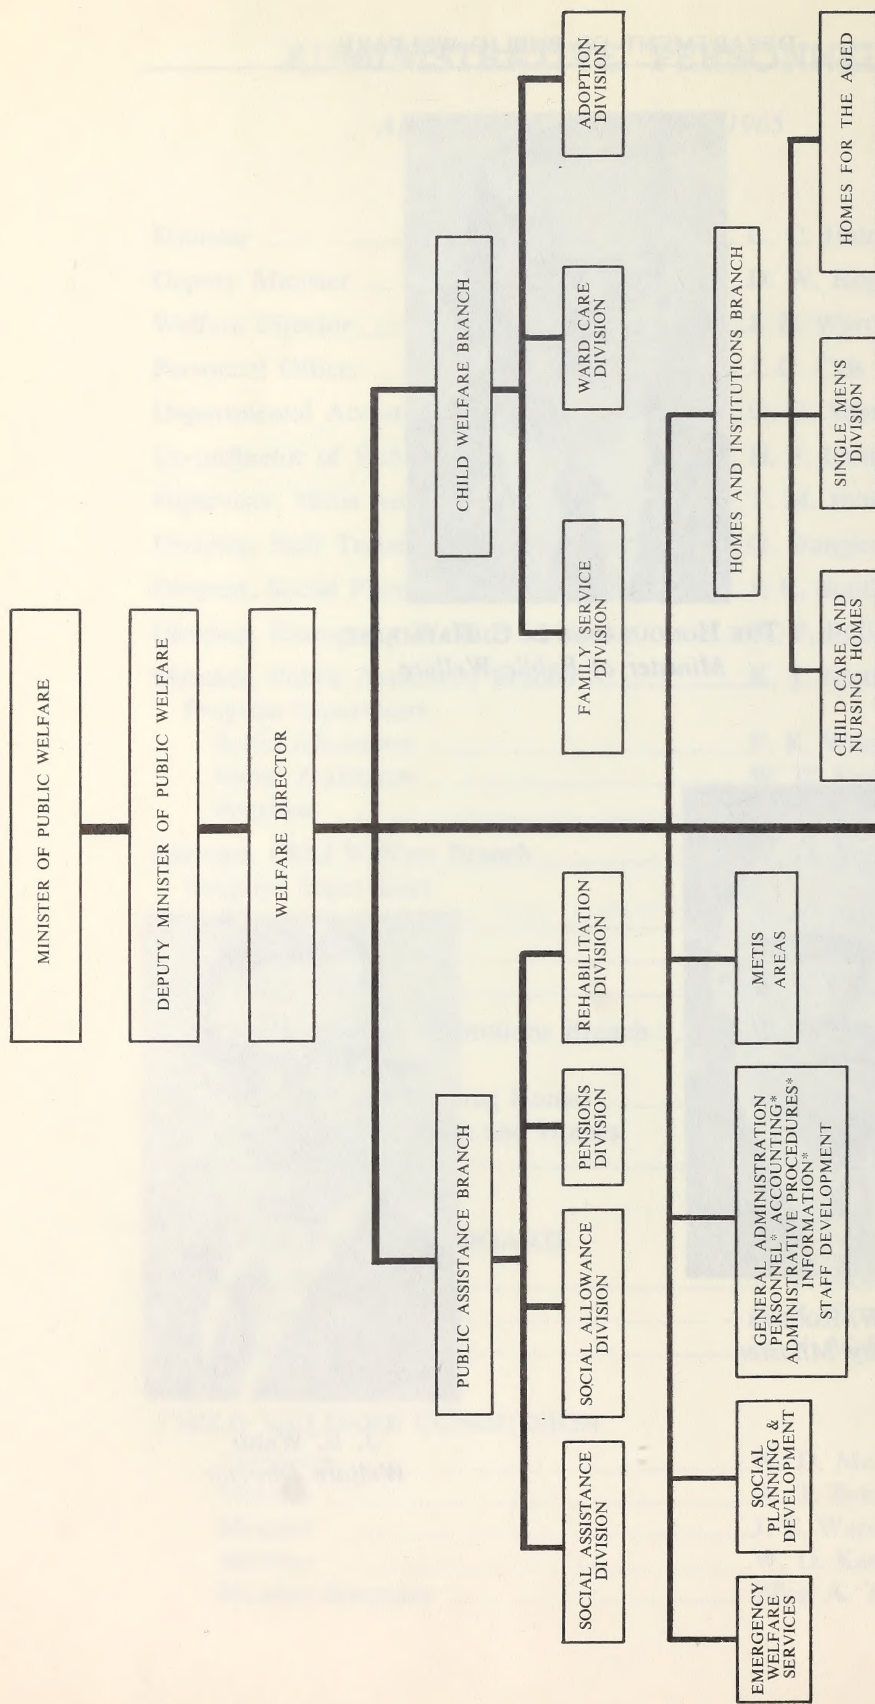 MINISTER OF PUBLIC WELFARE
DEPUTY MINISTER OF PUBLIC WELFARE
WELFARE DIRECTOR
PUBLIC ASSISTANCE BRANCH
CHILD WELFARE BRANCH
SOCIAL ASSISTANCE
DIVISION
SOCIAL ALLOWANCE
DIVISION
PENSIONS
DIVISION
REHABILITATION
DIVISION
FAMILY SERVICE
DIVISION
WARD CARE
DIVISION
ADOPTION
DIVISION
HOMES AND INSTITUTIONS BRANCH
EMERGENCY
WELFARE
SERVICES
SOCIAL
PLANNING &
DEVELOPMENT
GENERAL ADMINISTRATION
PERSONNEL* ACCOUNTING*
ADMINISTRATIVE PROCEDURES*
INFORMATION*
STAFF DEVELOPMENT
METIS
AREAS
CHILD CARE AND
NURSING HOMES
SINGLE MEN'S
DIVISION
HOMES FOR THE AGED